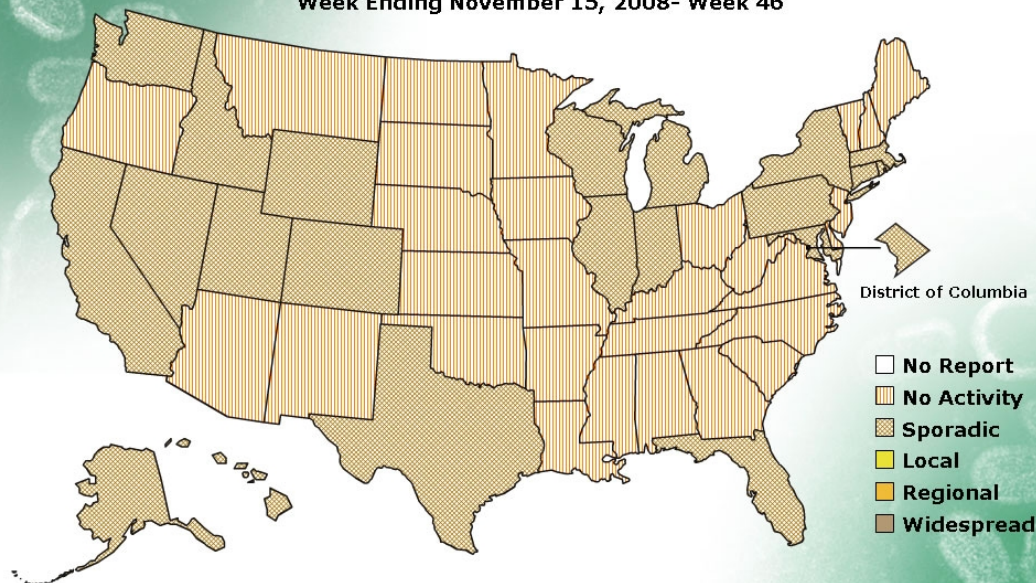 Week Ending November 15, 2008- Week 46
District of Columbia
No Report
No Activity
Sporadic
Local
Regional
Widespread